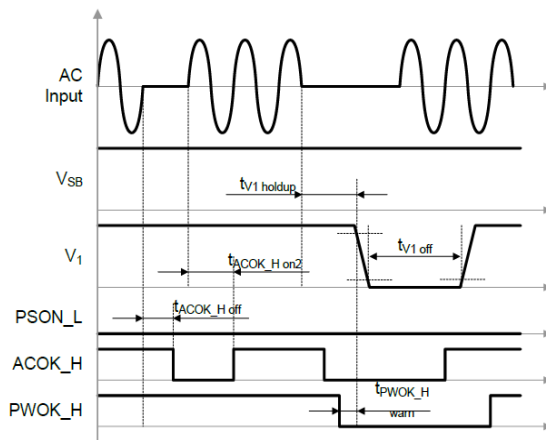 AC
Input
VSB
tV1 holdup
V1
tV1 off
tACOK_H on2
tACOK_H off
PSON_L
ACOK_H
tPWOK_H
warn
PWOK_H